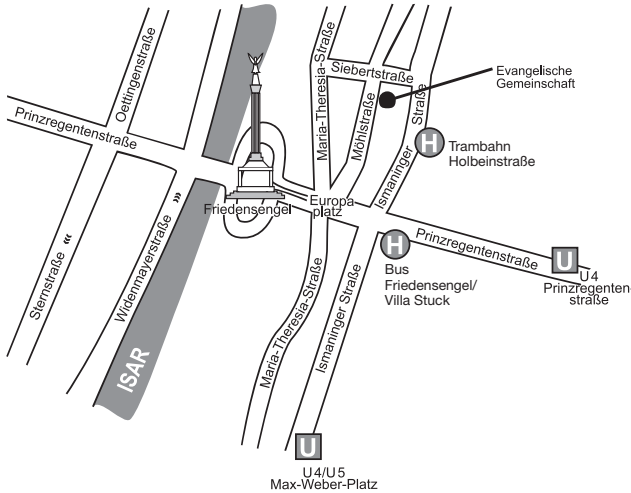 Oettingenstraße
Prinzregentenstraße
Maria-Theresia-Straße
Siebertstraße
Evangelische
Gemeinschaft
Möhlstraße
Ismaninger
Straße
H
Trambahn
Holbeinstraße
Friedensengel
Europa
platz
Sternstraße
Widenmayerstraße
ISAR
Maria-Theresia-Straße
Ismaninger Straße
H
Bus
Friedensengel/
Villa Stuck
Prinzregentenstraße
U
U4
Prinzregenten
straße
U
U4/U5
Max-Weber-Platz